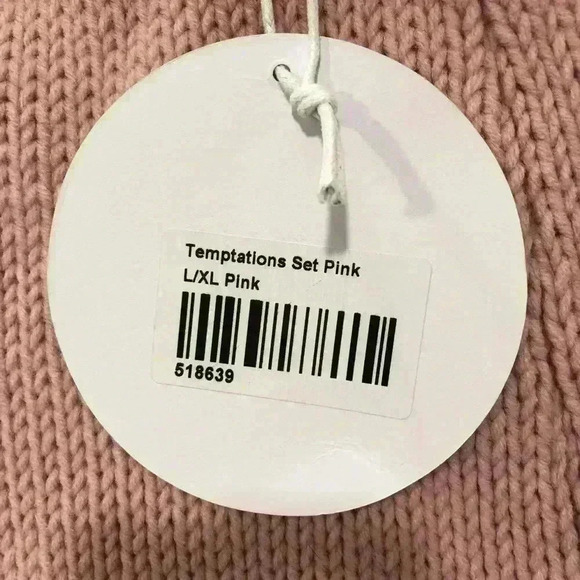 Temptations Set Pink
L/XL Pink
518639